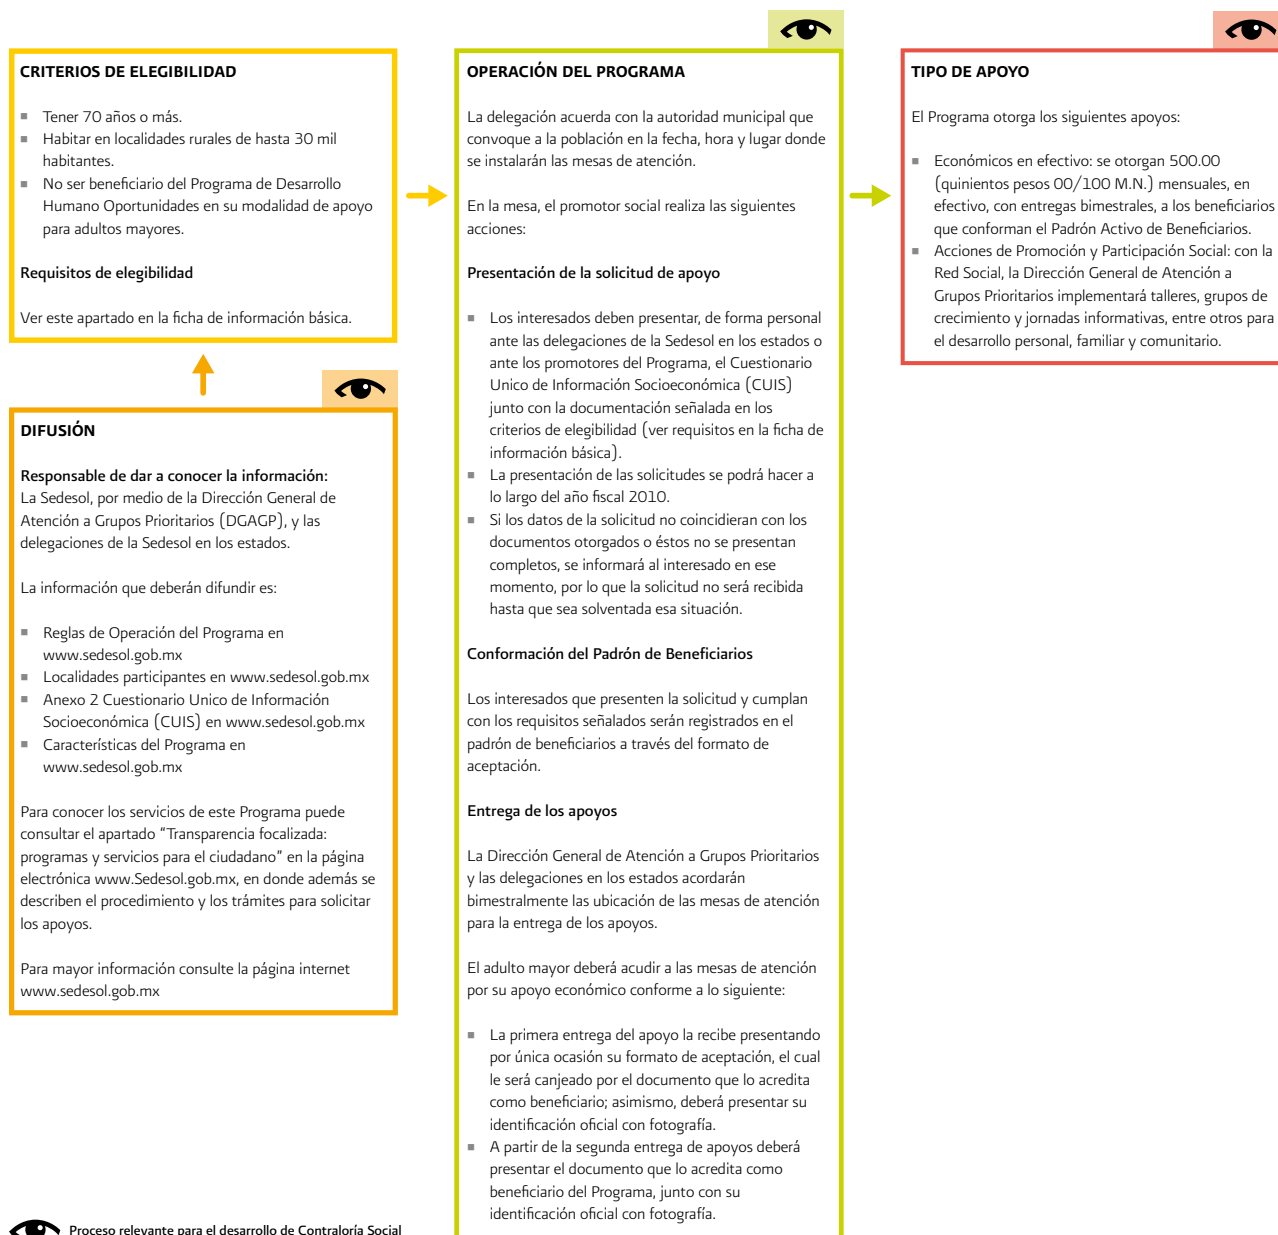 CRITERIOS DE ELEGIBILIDAD
Tener 70 años o más.
Habitar en localidades rurales de hasta 30 mil
habitantes.
No ser beneficiario del Programa de Desarrollo
Humano Oportunidades en su modalidad de apoyo
para adultos mayores.
Requisitos de elegibilidad
Ver este apartado en la ficha de información básica.
DIFUSIÓN
Responsable de dar a conocer la información:
La Sedesol, por medio de la Dirección General de
Atención a Grupos Prioritarios (DGAGP), y las
delegaciones de la Sedesol en los estados.
La información que deberán difundir es:
Reglas de Operación del Programa en
www.sedesol.gob.mx
Localidades participantes en www.sedesol.gob.mx
Anexo 2 Cuestionario Unico de Información
Socioeconómica (CUIS) en www.sedesol.gob.mx
Características del Programa en
www.sedesol.gob.mx
Para conocer los servicios de este Programa puede
consultar el apartado “Transparencia focalizada:
programas y servicios para el ciudadano” en la página
electrónica www.Sedesol.gob.mx, en donde además se
describen el procedimiento y los trámites para solicitar
los apoyos.
Para mayor información consulte la página internet
www.sedesol.gob.mx
Proceso relevante para el desarrollo de Contraloría Social
OPERACIÓN DEL PROGRAMA
La delegación acuerda con la autoridad municipal que
convoque a la población en la fecha, hora y lugar donde
se instalarán las mesas de atención.
En la mesa, el promotor social realiza las siguientes
acciones:
Presentación de la solicitud de apoyo
Los interesados deben presentar, de forma personal
ante las delegaciones de la Sedesol en los estados o
ante los promotores del Programa, el Cuestionario
Unico de Información Socioeconómica (CUIS)
junto con la documentación señalada en los
criterios de elegibilidad (ver requisitos en la ficha de
información básica).
La presentación de las solicitudes se podrá hacer a
lo largo del año fiscal 2010.
Si los datos de la solicitud no coincidieran con los
documentos otorgados o éstos no se presentan
completos, se informará al interesado en ese
momento, por lo que la solicitud no será recibida
hasta que sea solventada esa situación.
Conformación del Padrón de Beneficiarios
Los interesados que presenten la solicitud y cumplan
con los requisitos señalados serán registrados en el
padrón de beneficiarios a través del formato de
aceptación.
Entrega de los apoyos
La Dirección General de Atención a Grupos Prioritarios
y las delegaciones en los estados acordarán
bimestralmente las ubicación de las mesas de atención
para la entrega de los apoyos.
El adulto mayor deberá acudir a las mesas de atención
por su apoyo económico conforme a lo siguiente:
La primera entrega del apoyo la recibe presentando
por única ocasión su formato de aceptación, el cual
le será canjeado por el documento que lo acredita
como beneficiario; asimismo, deberá presentar su
identificación oficial con fotografía.
A partir de la segunda entrega de apoyos deberá
presentar el documento que lo acredita como
beneficiario del Programa, junto con su
identificación oficial con fotografía.
TIPO DE APOYO
El Programa otorga los siguientes apoyos:
Económicos en efectivo: se otorgan 500.00
(quinientos pesos 00/100 M.N.) mensuales, en
efectivo, con entregas bimestrales, a los beneficiarios
que conforman el Padrón Activo de Beneficiarios.
Acciones de Promoción y Participación Social: con la
Red Social, la Dirección General de Atención a
Grupos Prioritarios implementará talleres, grupos de
crecimiento y jornadas informativas, entre otros para
el desarrollo personal, familiar y comunitario.